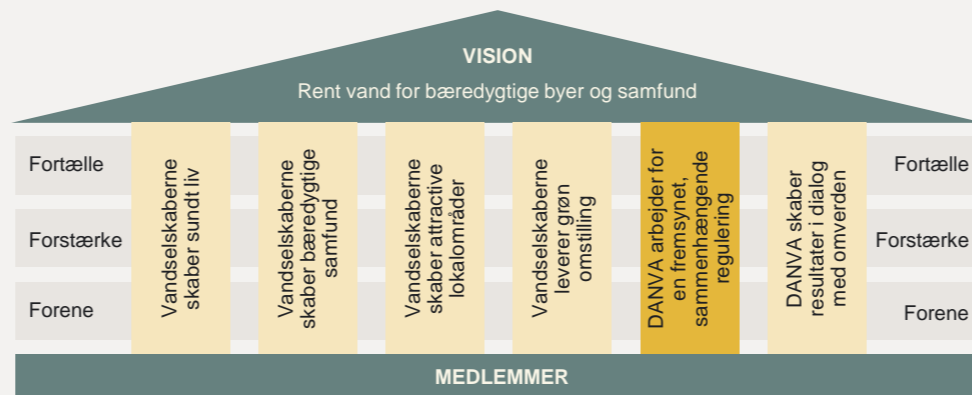 VISION
Rent vand for bæredygtige byer og samfund
Fortælle
Forstærke
Forene
Vandselskaberne
skaber sundt liv
Vandselskaberne
skaber bæredygtige
samfund
Vandselskaberne
skaber attractive
lokalområder
Vandselskaberne
leverer grøn
omstilling
DANVA arbejder for
en fremsynet,
sammenhængende
regulering
DANVA skaber
resultater i dialog
med omverden
Fortælle
Forstærke
Forene
MEDLEMMER